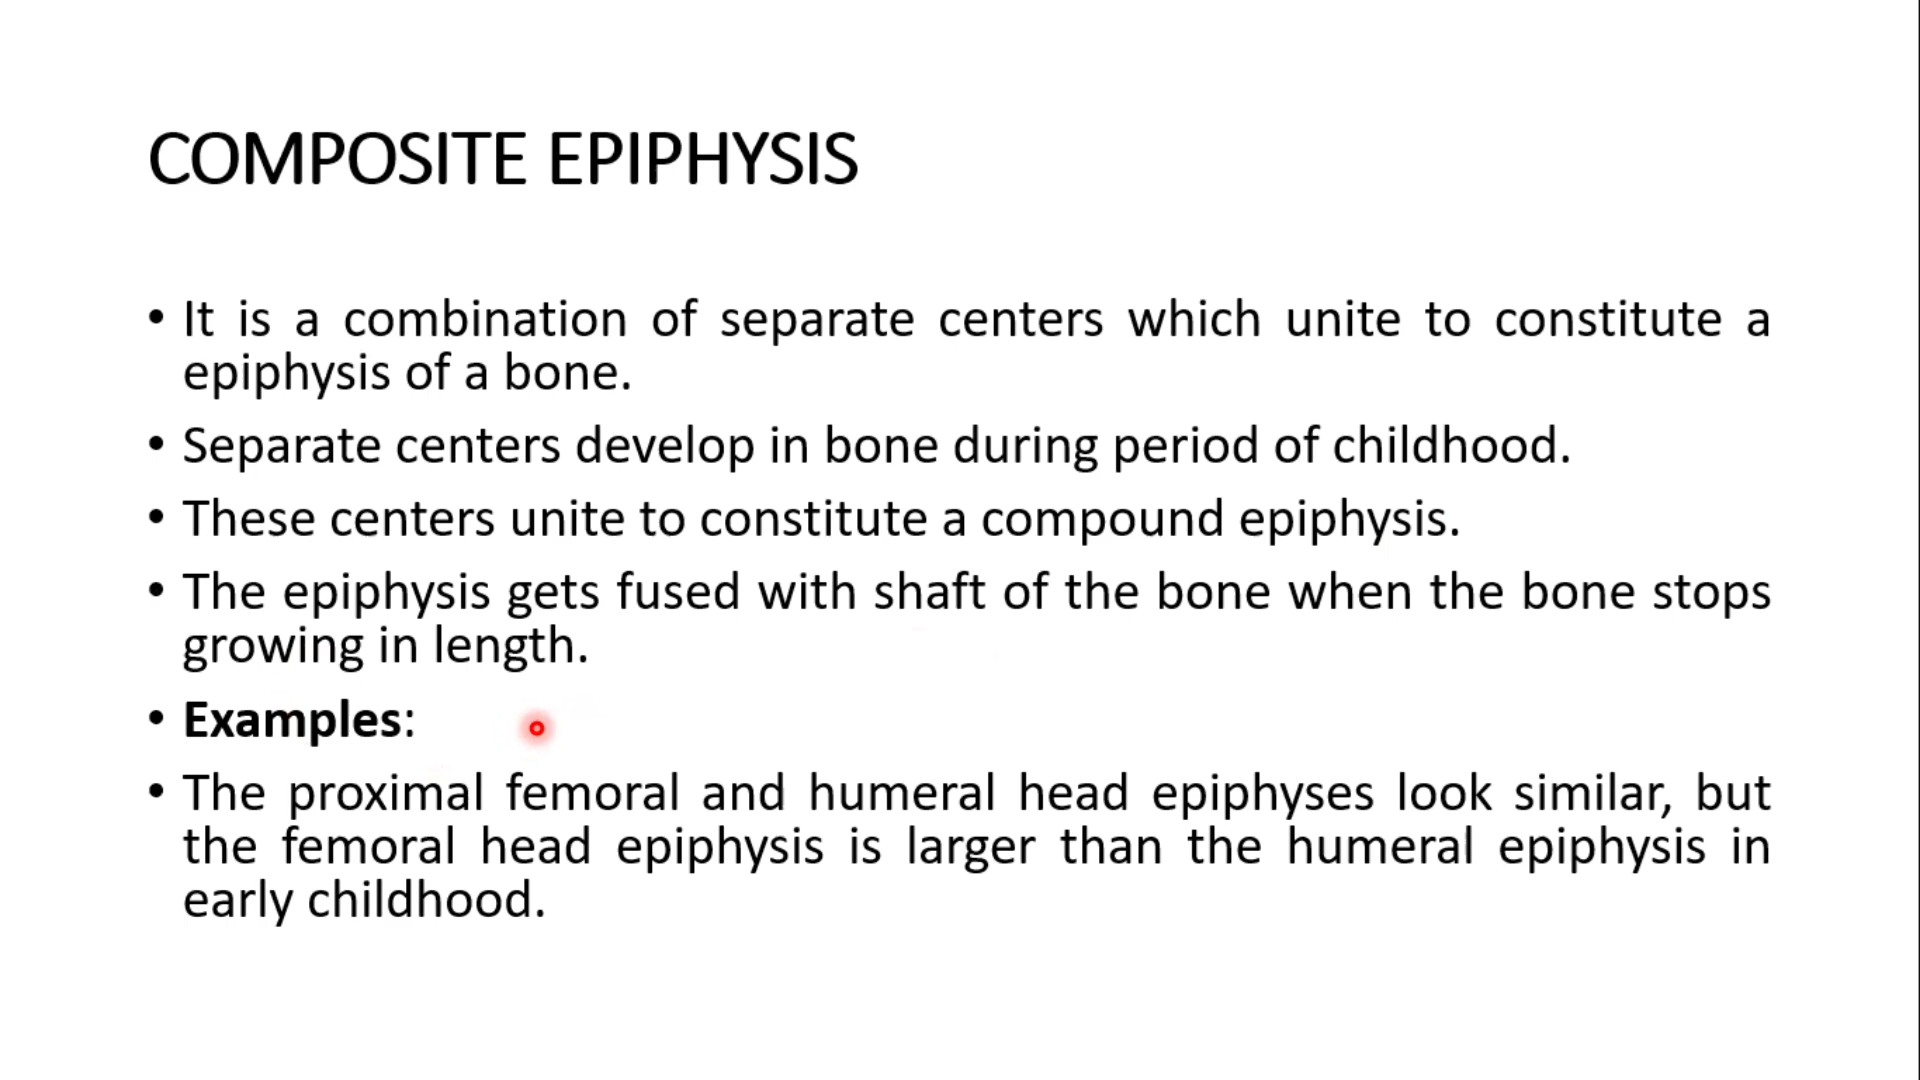 COMPOSITE EPIPHYSIS
• It is a combination of separate centers which unite to constitute a
epiphysis of a bone.
• Separate centers develop in bone during period of childhood.
• These centers unite to constitute a compound epiphysis.
• The epiphysis gets fused with shaft of the bone when the bone stops
growing in length.
• Examples:
• The proximal femoral and humeral head epiphyses look similar, but
the femoral head epiphysis is larger than the humeral epiphysis in
early childhood.